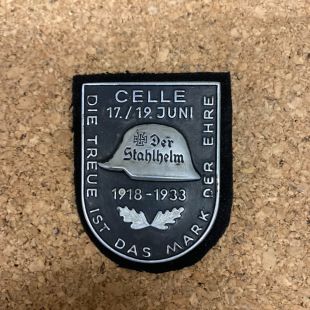 CELLE
17./19. JUNI
Der
Stahlhelm
1918-1933
DIE TREUE IST DAS MARK DER EHRE